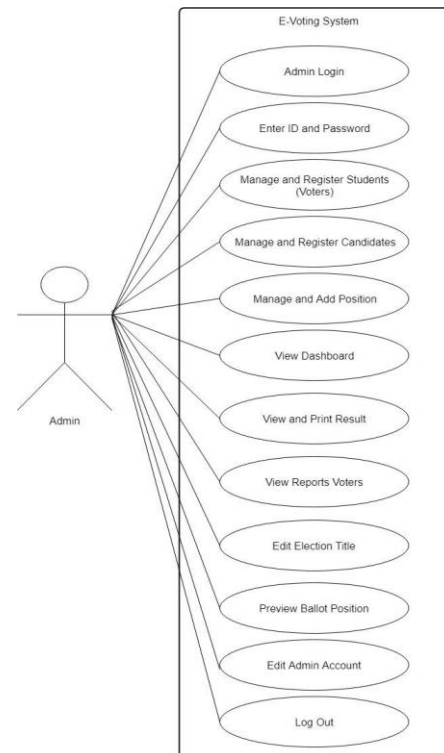 E-Voting System
Admin Login
Enter ID and Password
Manage and Register Students
(Voters)
Manage and Register Candidates
Manage and Add Position
View Dashboard
View and Print Result
Admin
View Reports Voters
Edit Election Title
Preview Ballot Position
Edit Admin Account
Log Out